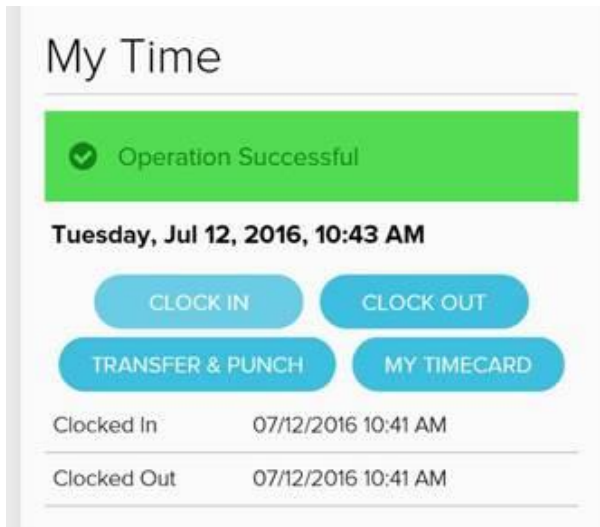 My Time
Operation Successful
Tuesday, Jul 12, 2016, 10:43 AM
CLOCK IN CLOCK OUT
TRANSFER & PUNCH MY TIMECARD
Clocked In 07/12/2016 10:41 AM
Clocked Out 07/12/2016 10:41 AM